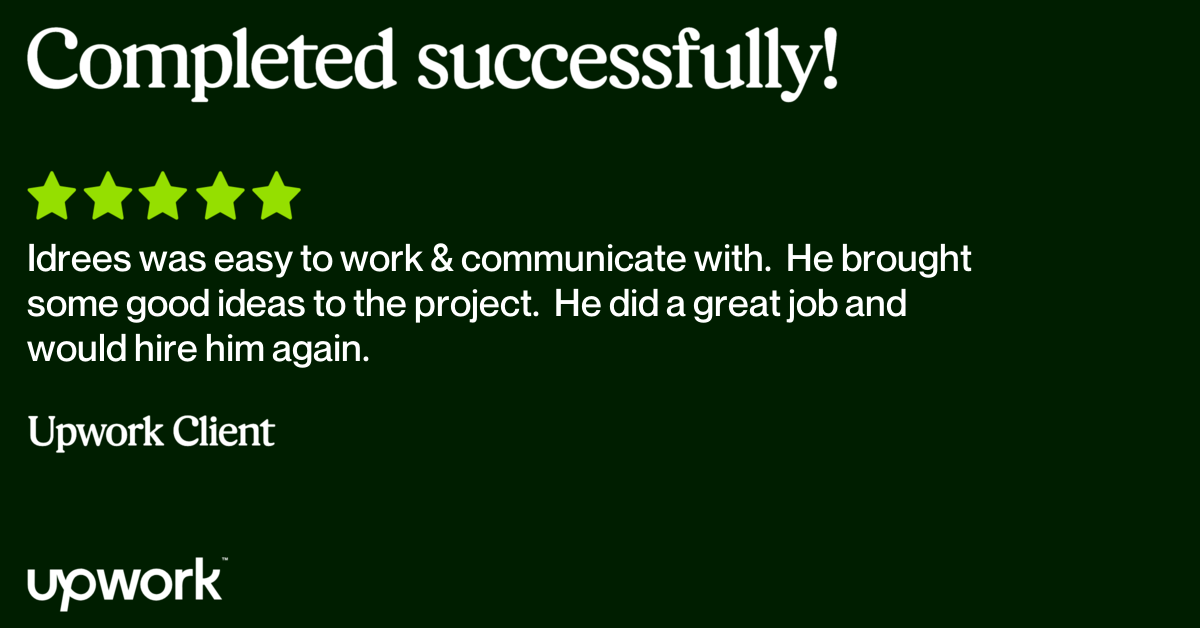 Completed successfully!
Idrees was easy to work & communicate with.  He brought
some good ideas to the project.  He did a great job and
would hire him again.
Upwork Client
upwork™